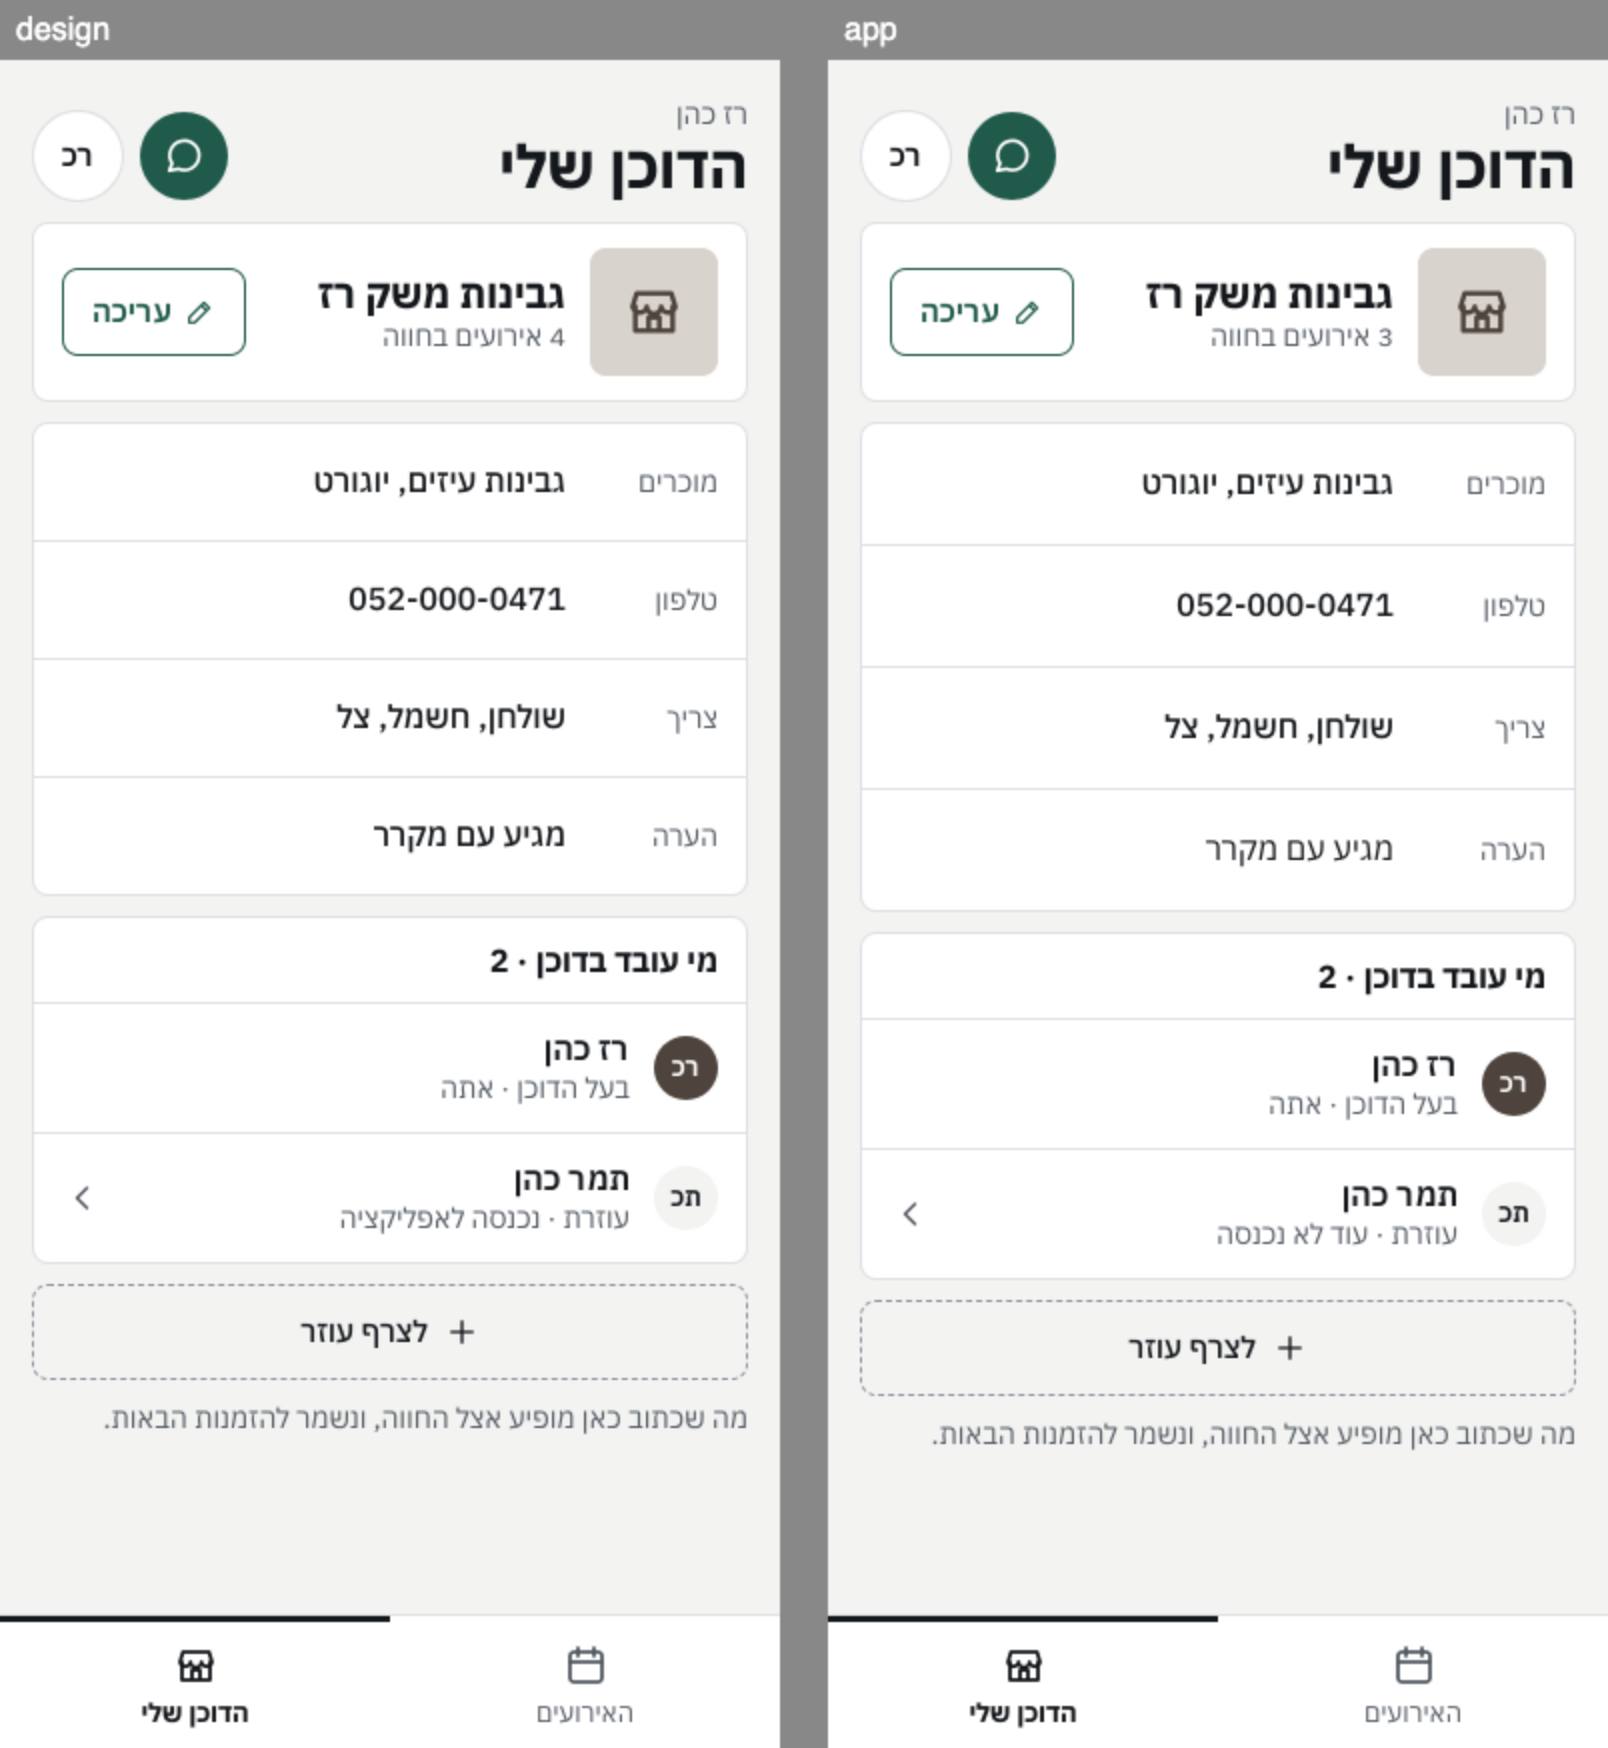 design
רז כהן
הדוכן שלי
רכ
גבינות משק רז
4 אירועים בחווה
עריכה
מוכרים
גבינות עיזים, יוגורט
טלפון
052-000-0471
צריך
שולחן, חשמל, צל
הערה
מגיע עם מקרר
מי עובד בדוכן · 2
רכ
רז כהן
בעל הדוכן · אתה
תכ
תמר כהן
עוזרת · נכנסה לאפליקציה
לצרף עוזר
מה שכתוב כאן מופיע אצל החווה, ונשמר להזמנות הבאות.
האירועים
הדוכן שלי
app
רז כהן
הדוכן שלי
רכ
גבינות משק רז
3 אירועים בחווה
עריכה
מוכרים
גבינות עיזים, יוגורט
טלפון
052-000-0471
צריך
שולחן, חשמל, צל
הערה
מגיע עם מקרר
מי עובד בדוכן · 2
רכ
רז כהן
בעל הדוכן · אתה
תכ
תמר כהן
עוזרת · עוד לא נכנסה
לצרף עוזר
מה שכתוב כאן מופיע אצל החווה, ונשמר להזמנות הבאות.
האירועים
הדוכן שלי